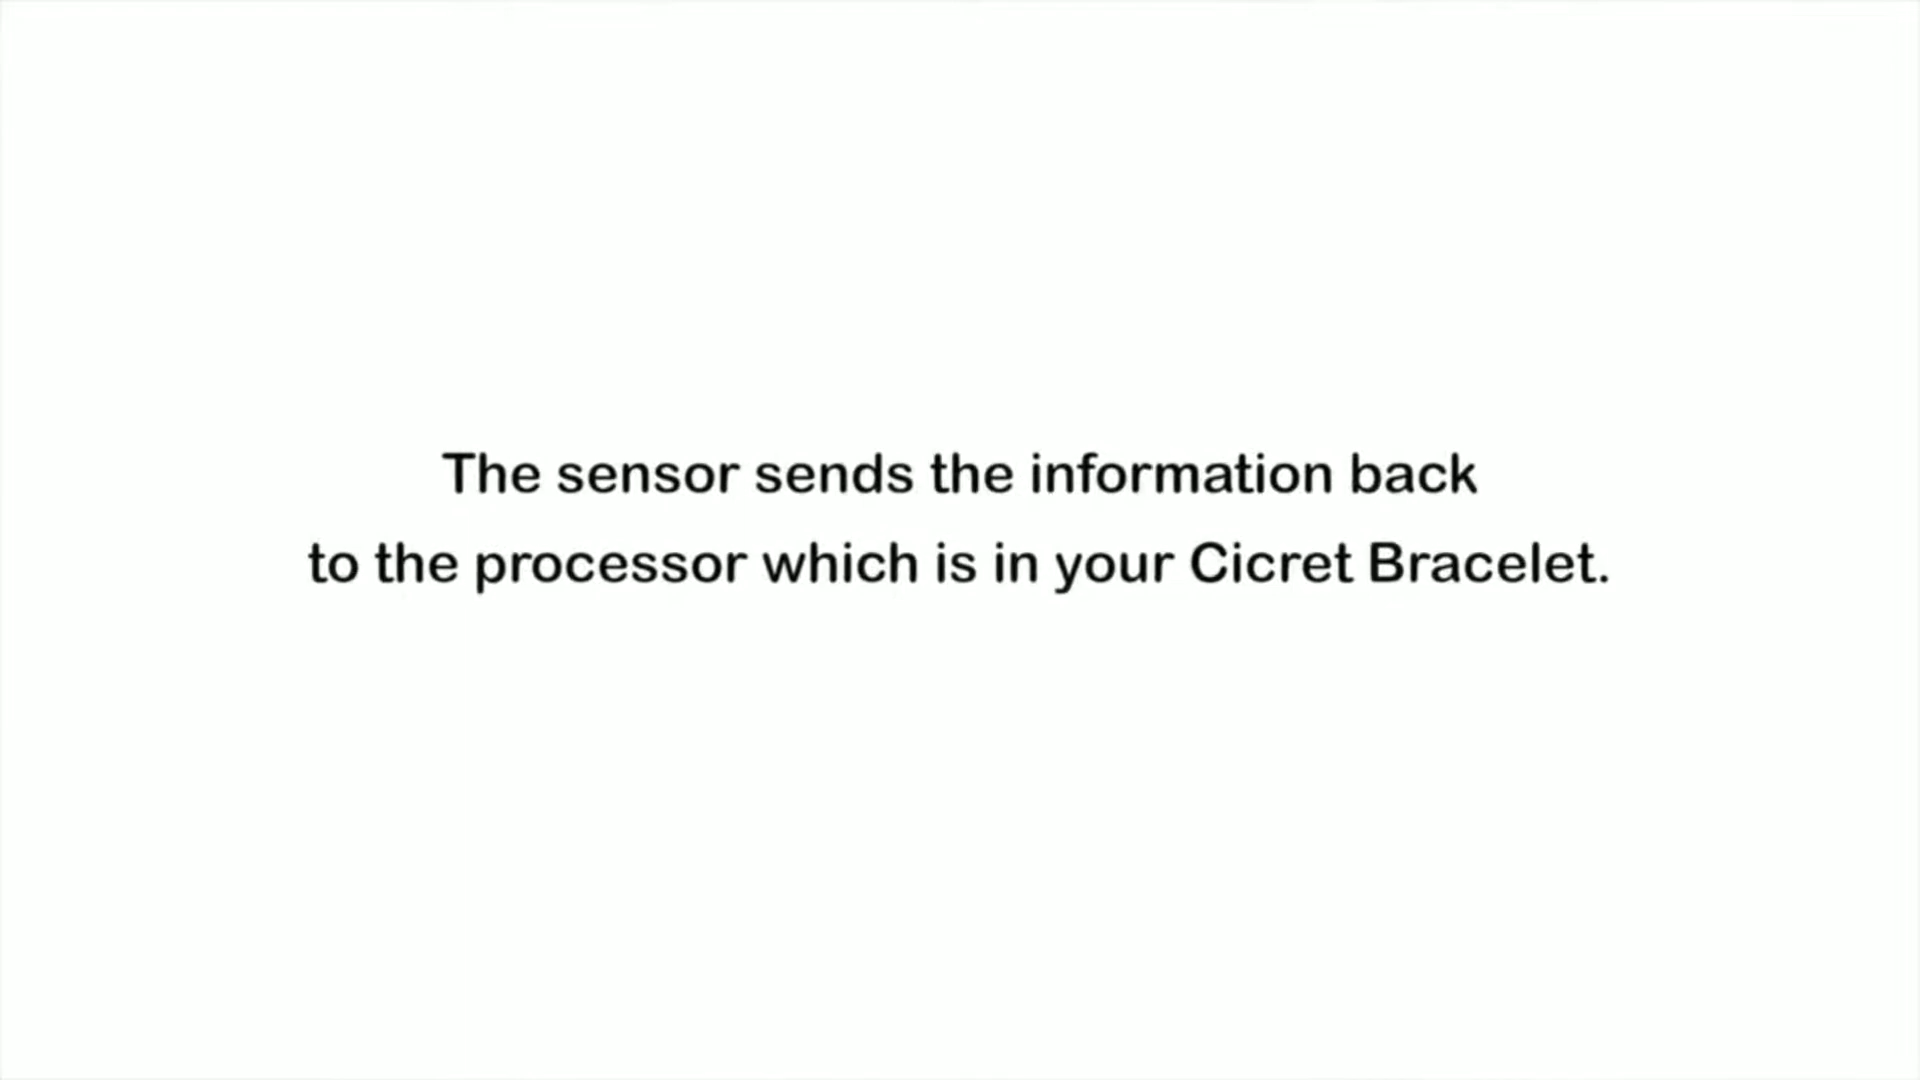 The sensor sends the information back
to the processor which is in your Cicret Bracelet.